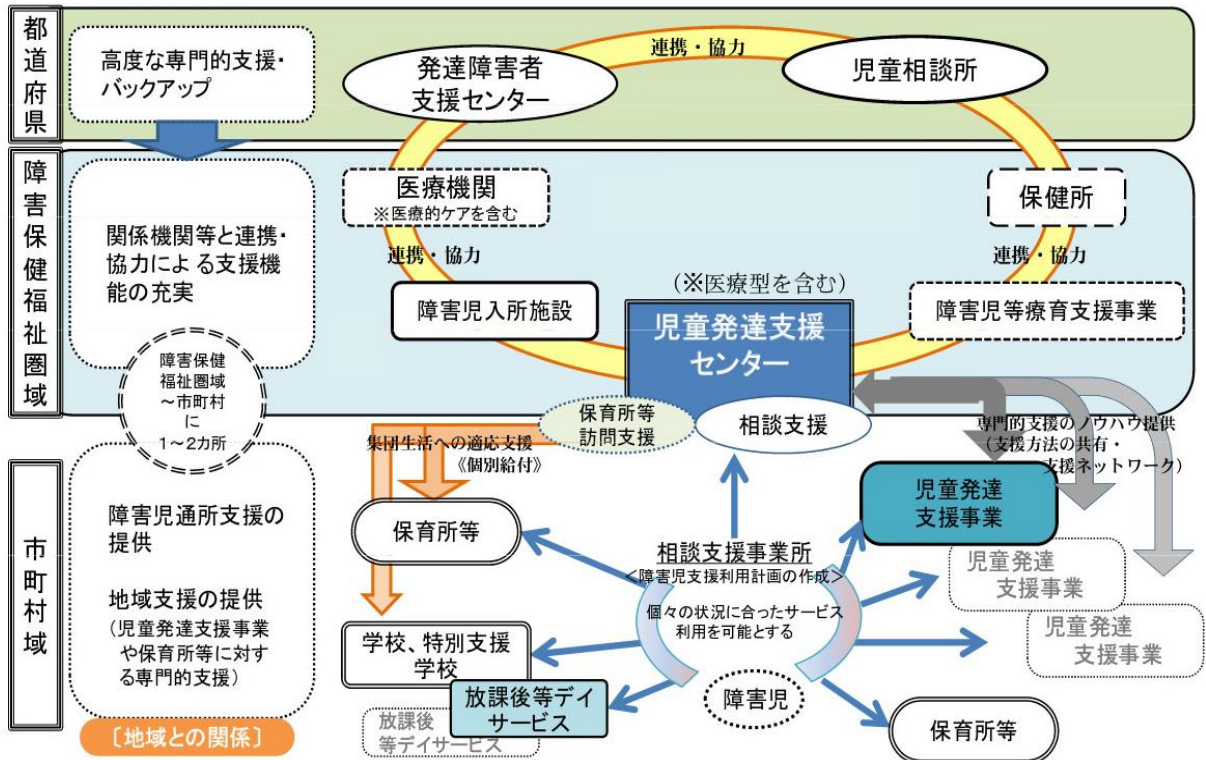 都道府県
高度な専門的支援・
バックアップ
発達障害者
支援センター
連携・協力
児童相談所
障害保健福祉圏域
関係機関等と連携・
協力による支援機
能の充実
医療機関
※医療的ケアを含む
保健所
連携・協力
連携・協力
(※医療型を含む)
障害児入所施設
児童発達支援
センター
障害児等療育支援事業
障害保健
福祉圏域
～市町村
に
1～2カ所
保育所等
訪問支援
相談支援
集団生活への適応支援
《個別給付》
専門的支援のノウハウ提供
(支援方法の共有・
支援ネットワーク)
市町村域
障害児通所支援の
提供
地域支援の提供
(児童発達支援事業
や保育所等に対す
る専門的支援)
〔地域との関係〕
保育所等
児童発達
支援事業
相談支援事業所
<障害児支援利用計画の作成>
個々の状況に合ったサービス
利用を可能とする
児童発達
支援事業
児童発達
支援事業
学校、特別支援
学校
放課後等デイ
サービス
放課後
等デイサービス
障害児
保育所等